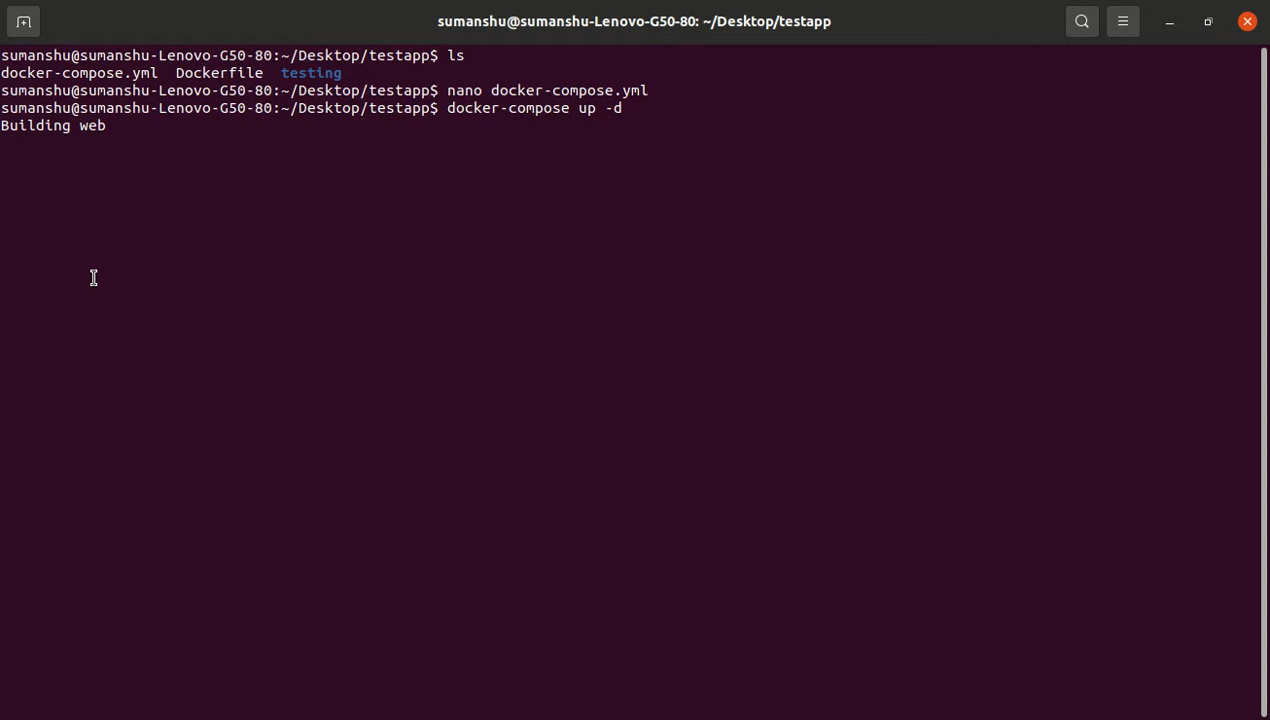 sumanshu@sumanshu-Lenovo-G50-80: ~/Desktop/testapp
sumanshu@sumanshu-Lenovo-G50-80:~/Desktop/testapp$ ls
docker-compose.yml  Dockerfile  testing
sumanshu@sumanshu-Lenovo-G50-80:~/Desktop/testapp$ nano docker-compose.yml
sumanshu@sumanshu-Lenovo-G50-80:~/Desktop/testapp$ docker-compose up -d
Building web